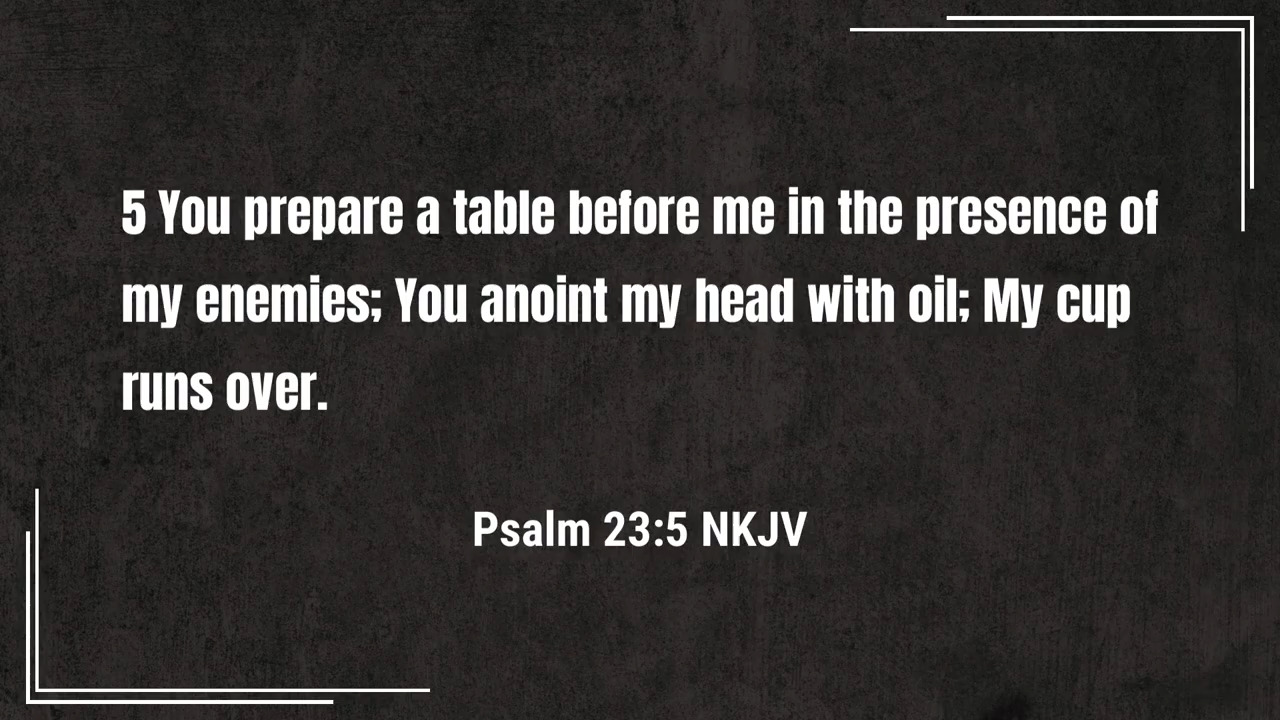 5 You prepare a table before me in the presence of
my enemies; You anoint my head with oil; My cup
runs over.
Psalm 23:5 NKJV